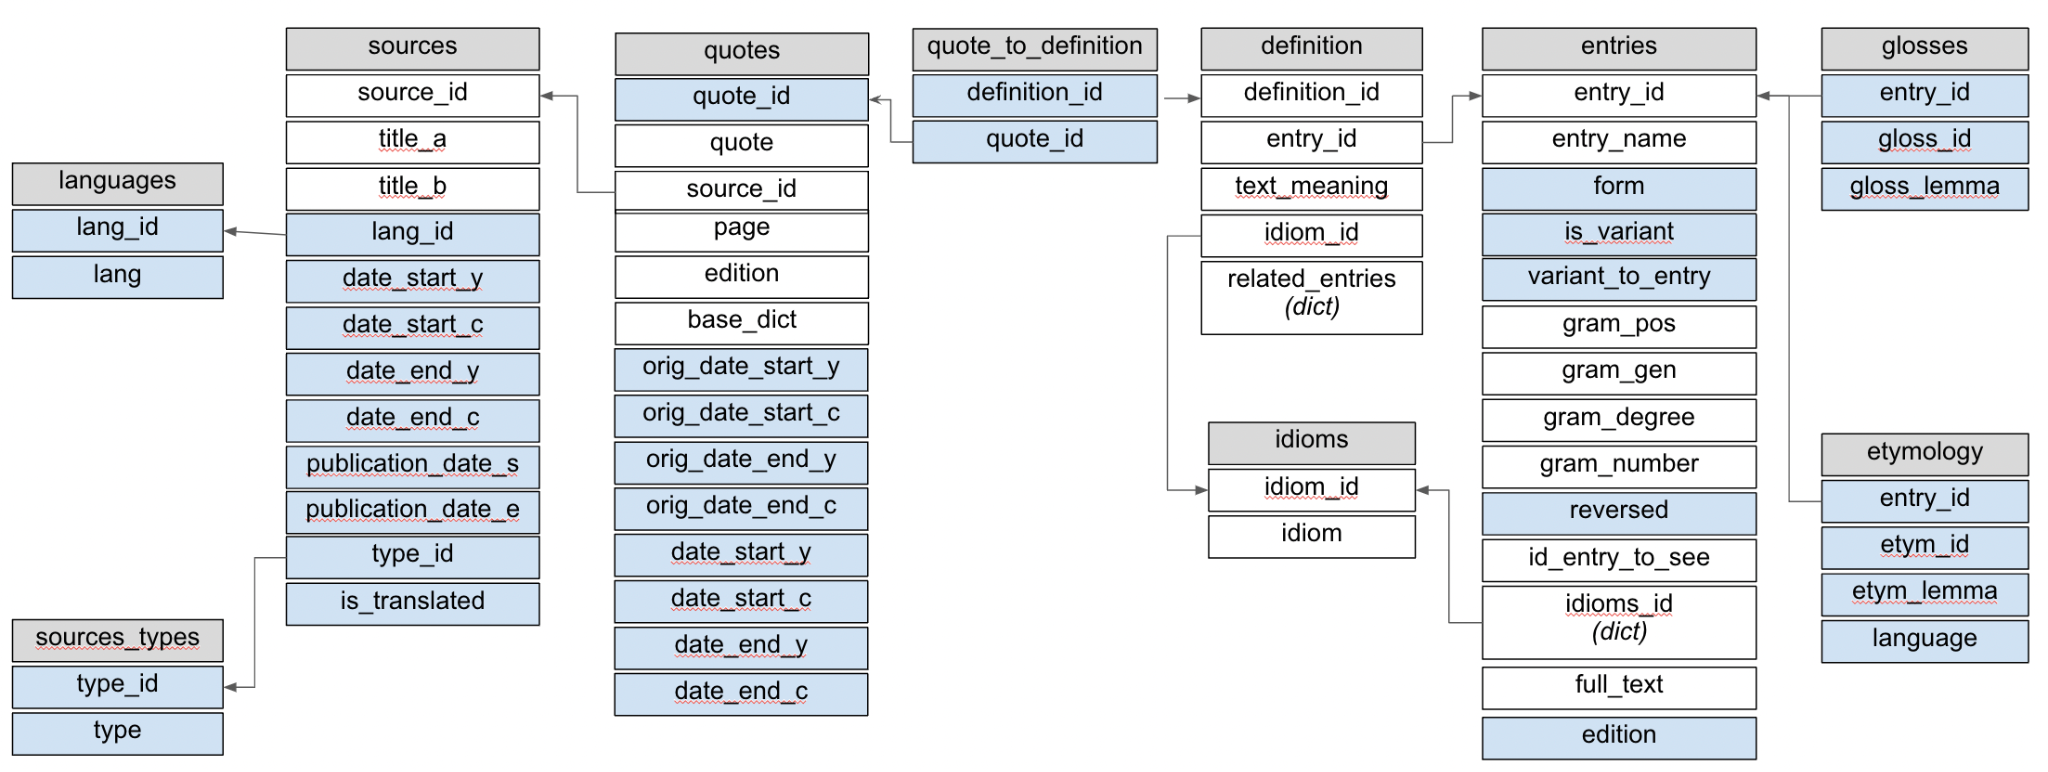 languages
lang_id
lang
sources_types
type_id
type
sources
source_id
title_a
title_b
lang_id
date_start_y
date_start_c
date_end_y
date_end_c
publication_date_s
publication_date_e
type_id
is_translated
quotes
quote_id
quote
source_id
page
edition
base_dict
orig_date_start_y
orig_date_start_c
orig_date_end_y
orig_date_end_c
date_start_y
date_start_c
date_end_y
date_end_c
quote_to_definition
definition_id
quote_id
definition
definition_id
entry_id
text_meaning
idiom_id
related_entries
(dict)
idioms
idiom_id
idiom
entries
entry_id
entry_name
form
is_variant
variant_to_entry
gram_pos
gram_gen
gram_degree
gram_number
reversed
id_entry_to_see
idioms_id
(dict)
full_text
edition
glosses
entry_id
gloss_id
gloss_lemma
etymology
entry_id
etym_id
etym_lemma
language